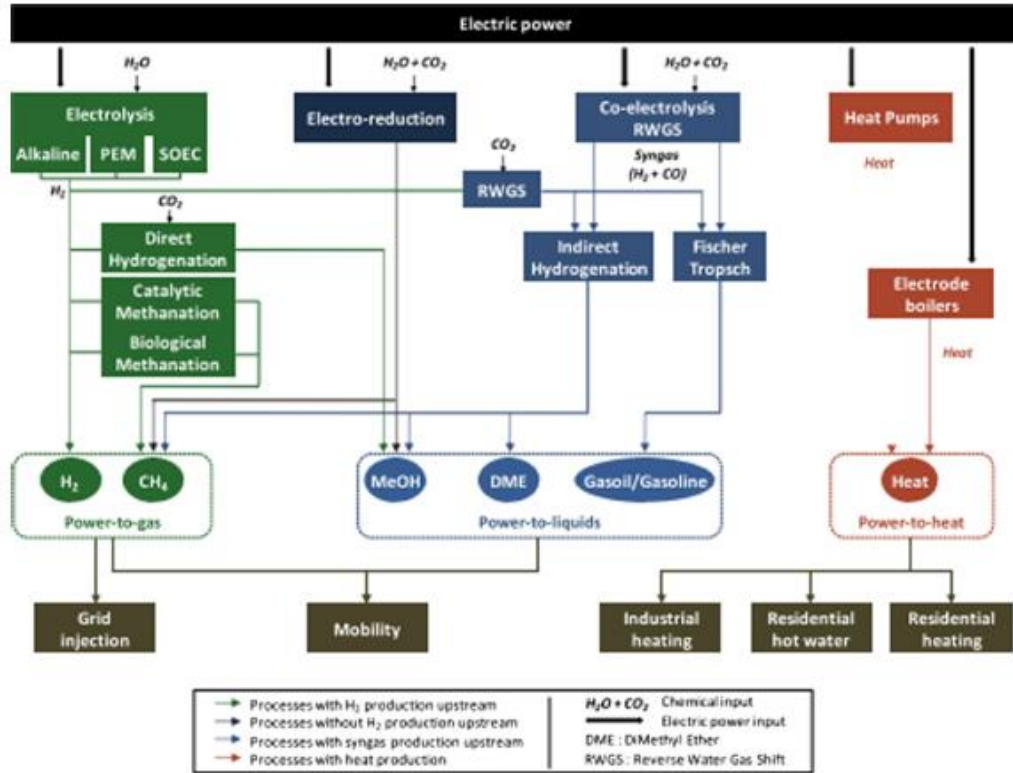 Electric power
H₂O
H₂O + CO₂
H₂O + CO₂
Electrolysis
Alkaline
PEM
SOEC
Electro-reduction
Co-electrolysis
RWGS
Heat Pumps
H₂
CO₂
CO₂
RWGS
Syngas
(H₂ + CO)
Heat
Direct
Hydrogenation
Indirect
Hydrogenation
Fischer
Tropsch
Catalytic
Methanation
Biological
Methanation
Electrode
boilers
Heat
H₂
CH₄
MeOH
DME
Gasoil/Gasoline
Heat
Power-to-gas
Power-to-liquids
Power-to-heat
Grid
injection
Mobility
Industrial
heating
Residential
hot water
Residential
heating
Processes with H₂ production upstream
Processes without H₂ production upstream
Processes with syngas production upstream
Processes with heat production
H₂O + CO₂ Chemical input
Electric power input
DME : DiMethyl Ether
RWGS : Reverse Water Gas Shift